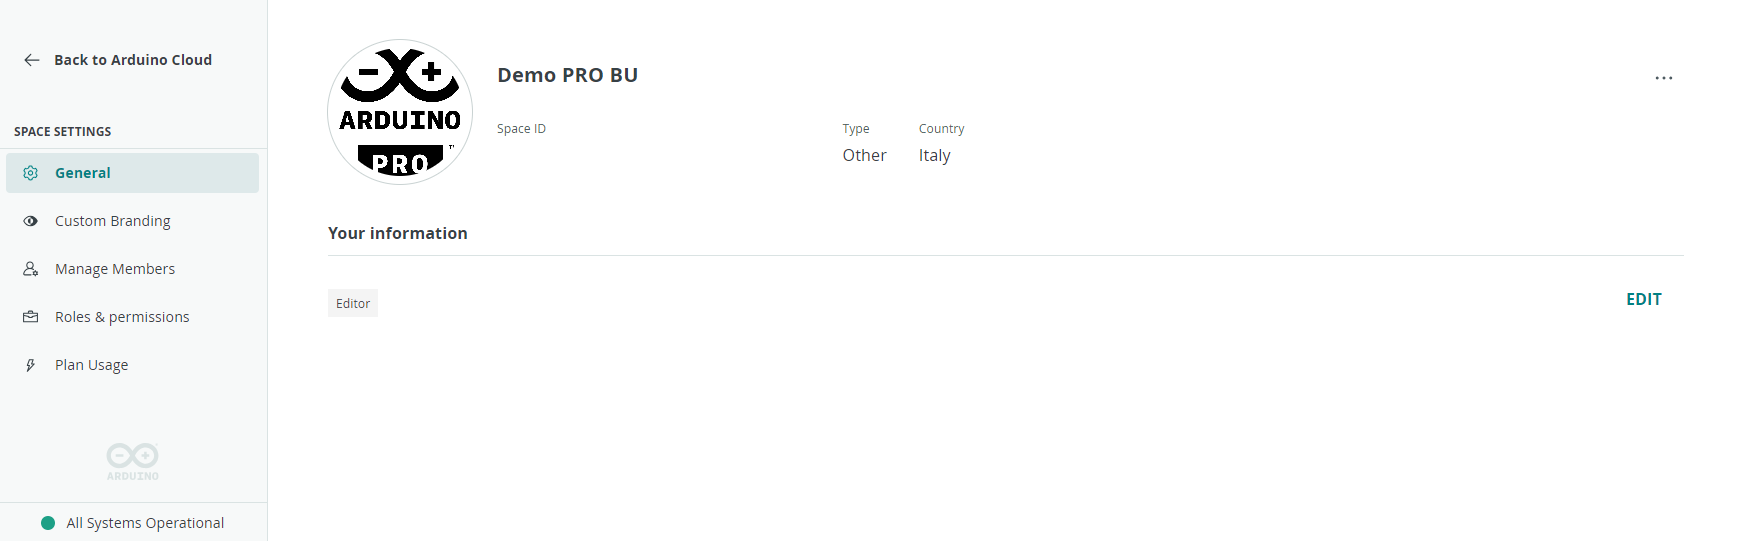 Back to Arduino Cloud
SPACE SETTINGS
General
Custom Branding
Manage Members
Roles & permissions
Plan Usage
ARDUINO
All Systems Operational
ARDUINO
PRO
TM
Demo PRO BU
...
Space ID
Type
Country
Other
Italy
Your information
Editor
EDIT